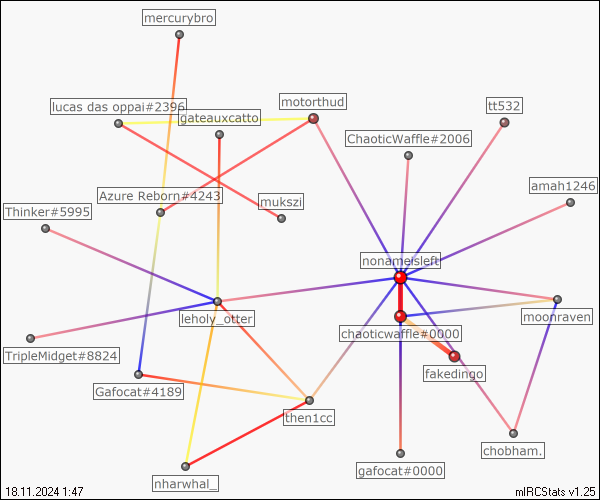 mercurybro
lucas das oppai#2396
gateauxcatto
motorthud
tt532
ChaoticWaffle#2006
amah1246
Azure Reborn#4243
Thinker#5995
mukszi
nonameisleft
leholy_otter
moonraven
chaoticwaffle#0000
TripleMidget#8824
fakedingo
Gafocat#4189
then1cc
chobham.
gafocat#0000
nharwhal_
18.11.2024 1:47
mIRCStats v1.25